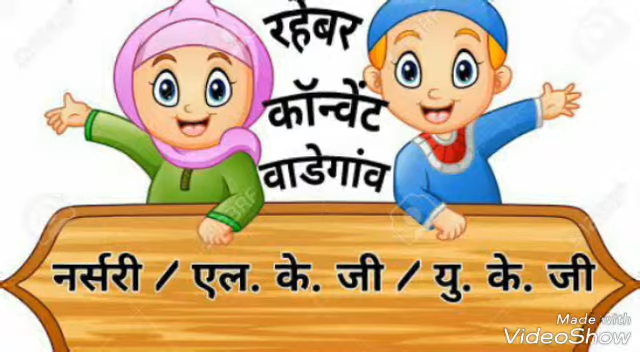 रहेबर
कॉन्वेंट
वाडेगांव
नर्सरी / एल. के. जी / यु. के. जी
Made with
VideoShow